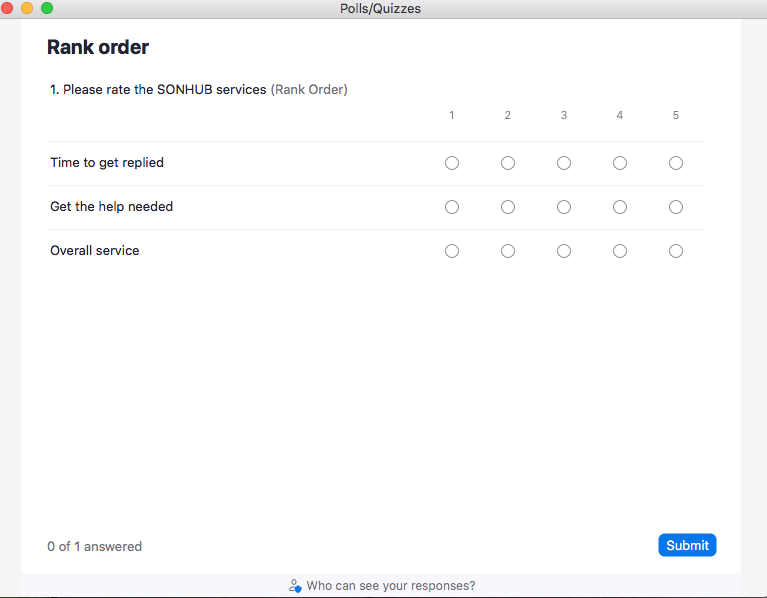 Polls/Quizzes
Rank order
1. Please rate the SONHUB services (Rank Order)
1 2 3 4 5
Time to get replied
Get the help needed
Overall service
0 of 1 answered
Submit
Who can see your responses?